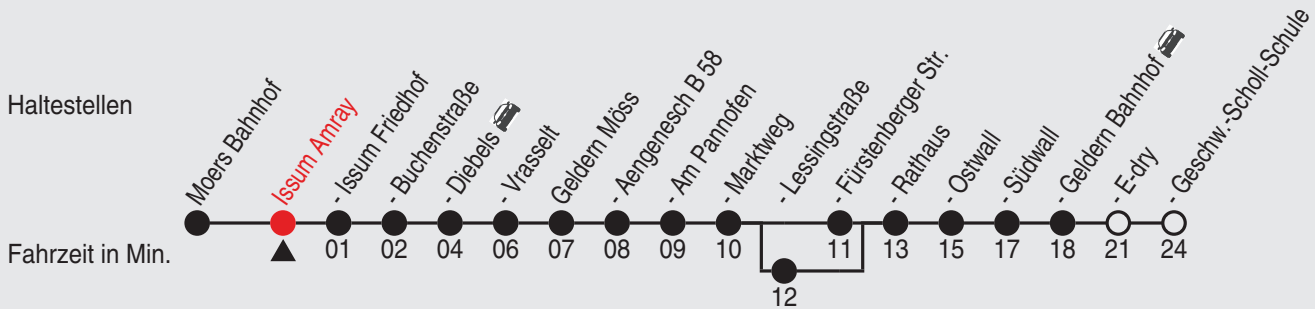 Haltestellen
Moers Bahnhof
Issum Amray
- Issum Friedhof
- Buchenstraße
- Diebels
- Vrasselt
Geldern Möss
- Aengenesch B 58
- Am Pannofen
- Marktweg
- Lessingstraße
- Fürstenberger Str.
- Rathaus
- Ostwall
- Südwall
- Geldern Bahnhof
- E-dry
- Geschw.-Scholl-Schule
Fahrzeit in Min.
01 02 04 06 07 08 09 10 11 13 15 17 18 21 24
12